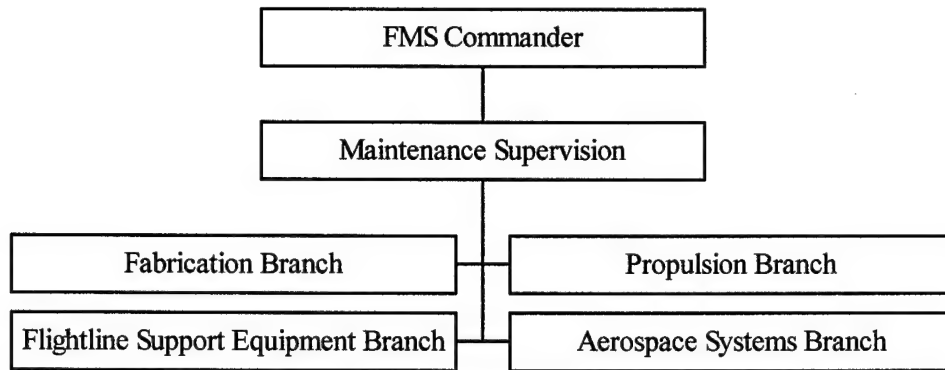 FMS Commander
Maintenance Supervision
Fabrication Branch
Propulsion Branch
Flightline Support Equipment Branch
Aerospace Systems Branch